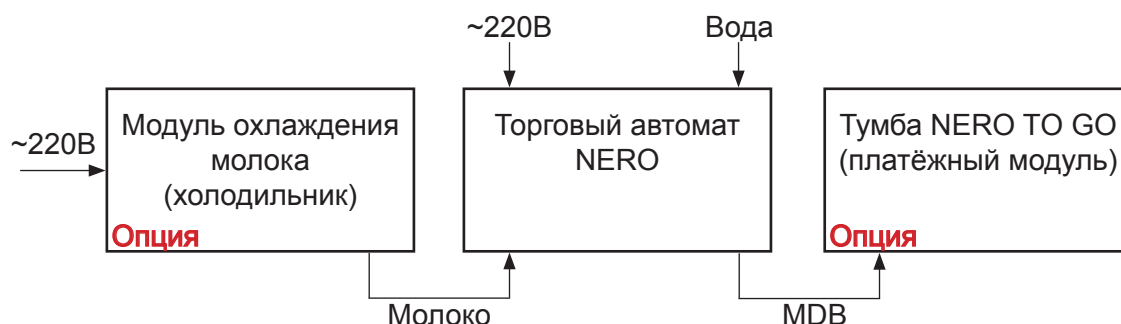 ~220В
Вода
~220В
Модуль охлаждения
молока
(холодильник)
Опция
Торговый автомат
NERO
Тумба NERO TO GO
(платёжный модуль)
Опция
Молоко
MDB